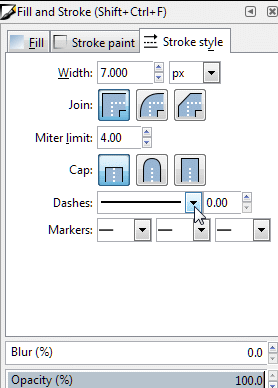 Fill and Stroke (Shift+Ctrl+F)
Fill Stroke paint Stroke style
Width: 7.000 px
Join:
Miter limit: 4.00
Cap:
Dashes: 0.00
Markers:
Blur (%) 0.0
Opacity (%) 100.0